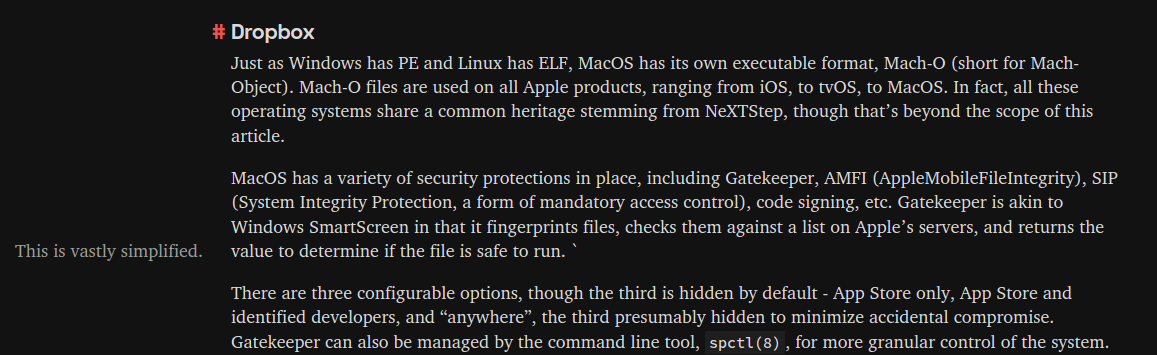 # Dropbox
Just as Windows has PE and Linux has ELF, MacOS has its own executable format, Mach-O (short for Mach-
Object). Mach-O files are used on all Apple products, ranging from iOS, to tvOS, to MacOS. In fact, all these
operating systems share a common heritage stemming from NeXTStep, though that’s beyond the scope of this
article.
MacOS has a variety of security protections in place, including Gatekeeper, AMFI (AppleMobileFileIntegrity), SIP
(System Integrity Protection, a form of mandatory access control), code signing, etc. Gatekeeper is akin to
Windows SmartScreen in that it fingerprints files, checks them against a list on Apple’s servers, and returns the
value to determine if the file is safe to run. `
This is vastly simplified.
There are three configurable options, though the third is hidden by default - App Store only, App Store and
identified developers, and “anywhere”, the third presumably hidden to minimize accidental compromise.
Gatekeeper can also be managed by the command line tool, spctl(8), for more granular control of the system.